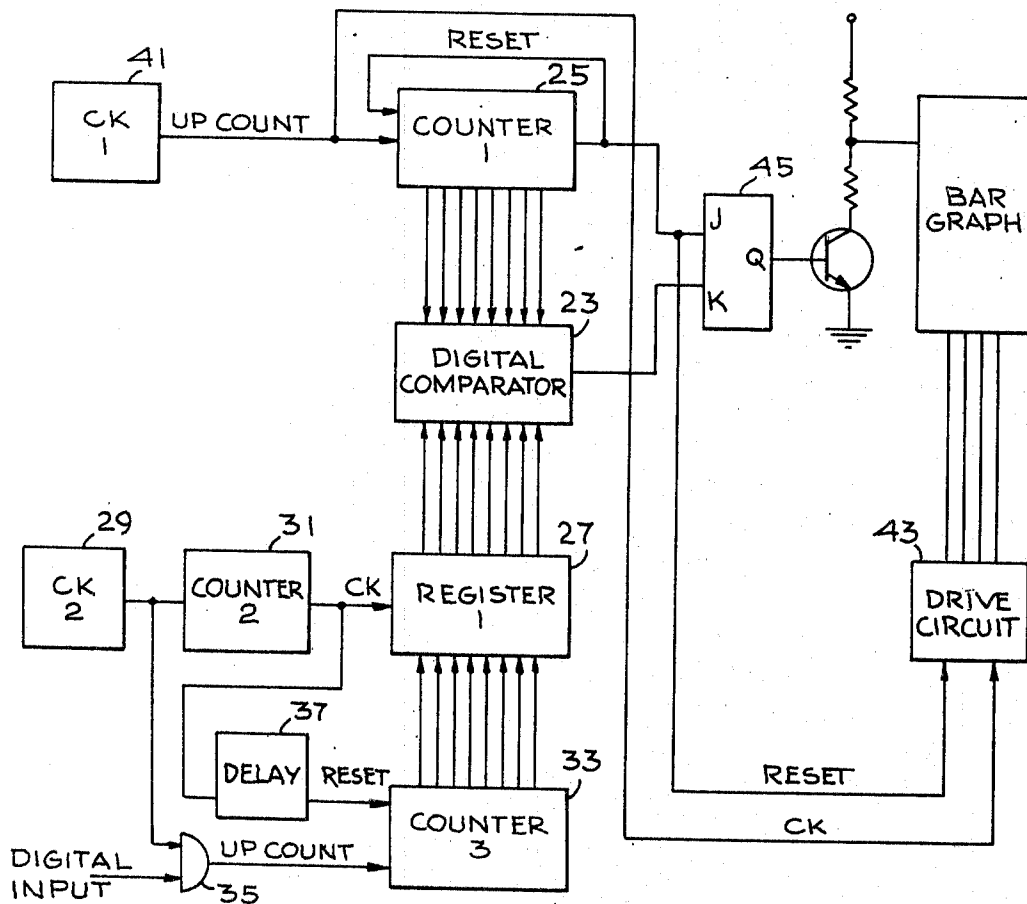 RESET
41
25
CK
1
UP COUNT
COUNTER
1
45
J
Q
K
BAR
GRAPH
23
DIGITAL
COMPARATOR
29
31
27
43
CK
2
COUNTER
2
CK
REGISTER
1
DRIVE
CIRCUIT
37
DELAY
RESET
33
COUNTER
3
RESET
CK
UP COUNT
DIGITAL
INPUT
35